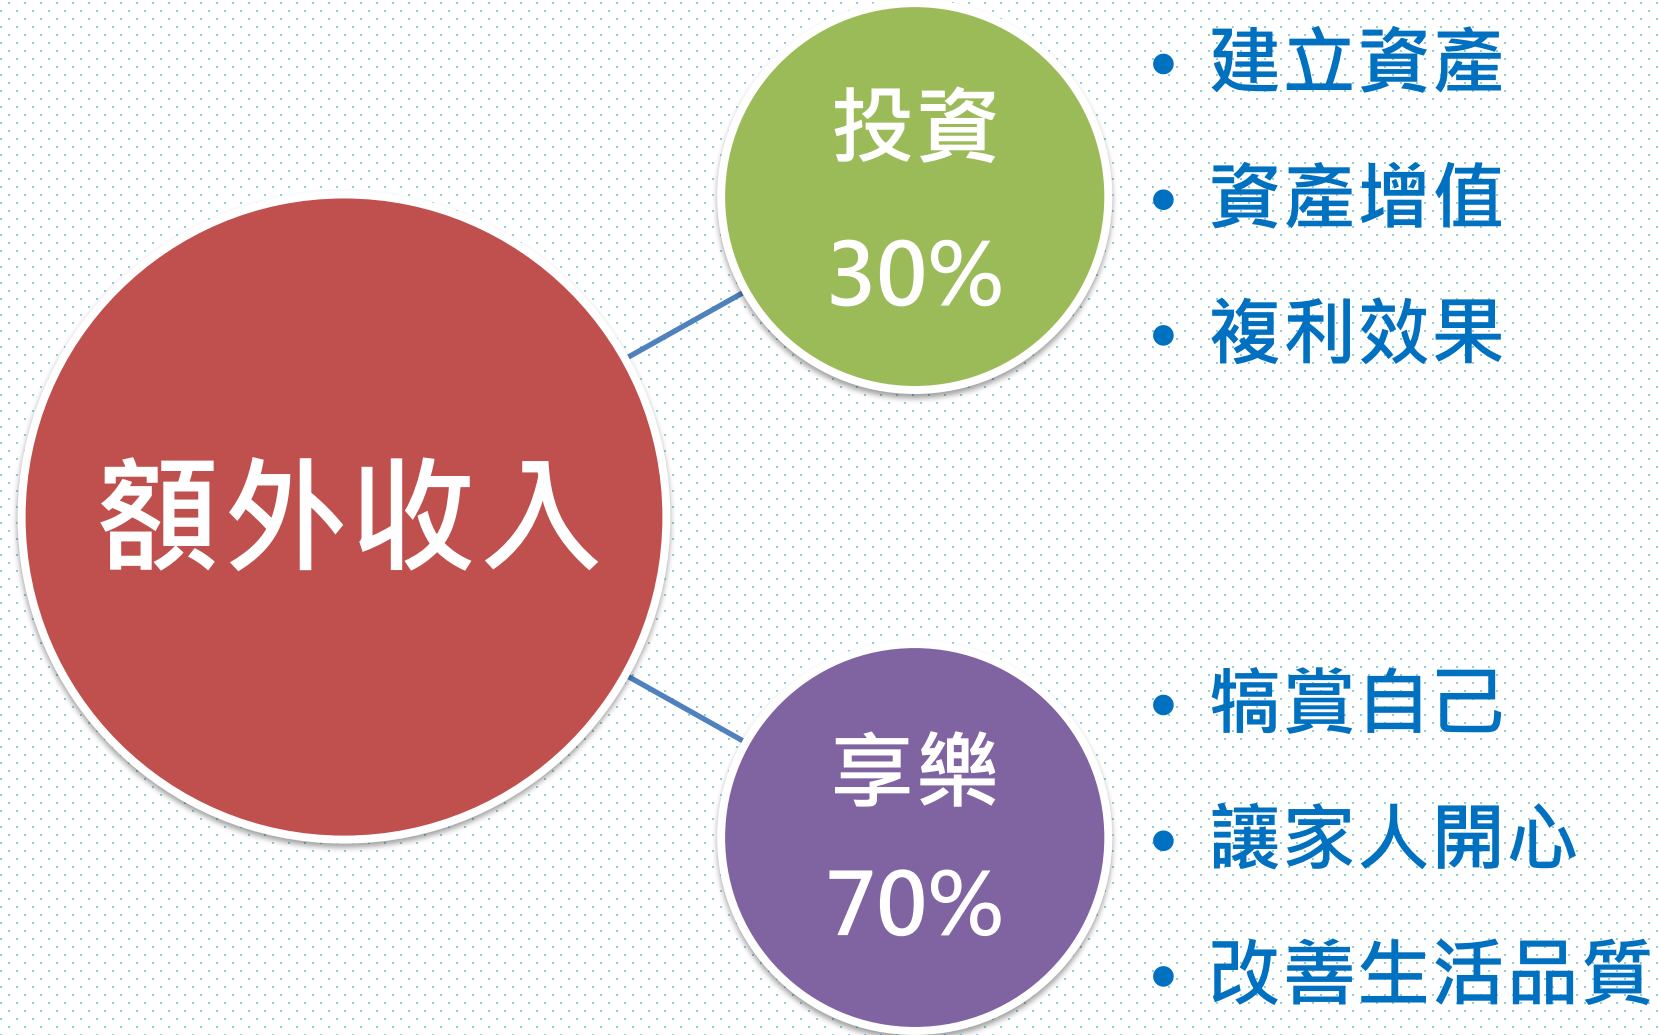 額外收入
投資
30%
• 建立資產
• 資產增值
• 複利效果
享樂
70%
• 犒賞自己
• 讓家人開心
• 改善生活品質